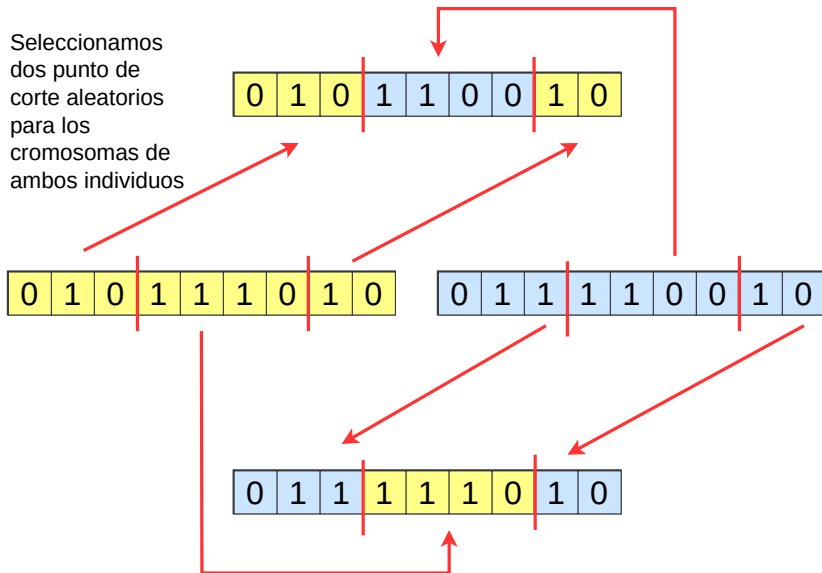 Seleccionamos
dos punto de
corte aleatorios
para los
cromosomas de
ambos individuos
0 1 0 1 1 0 0 1 0
0 1 0 1 1 1 0 1 0
0 1 1 1 1 0 0 1 0
0 1 1 1 1 1 0 1 0